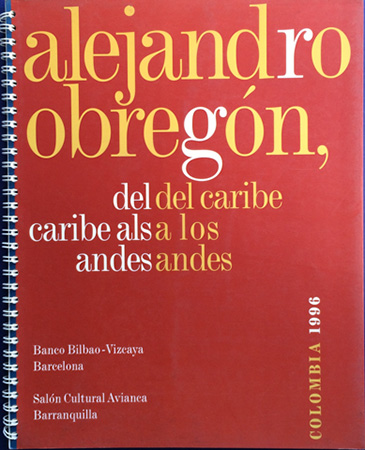 alejandro
obregón,
del del caribe
caribe als a los
andes andes
Banco Bilbao-Vizcaya
Barcelona
Salón Cultural Avianca
Barranquilla
COLOMBIA 1996